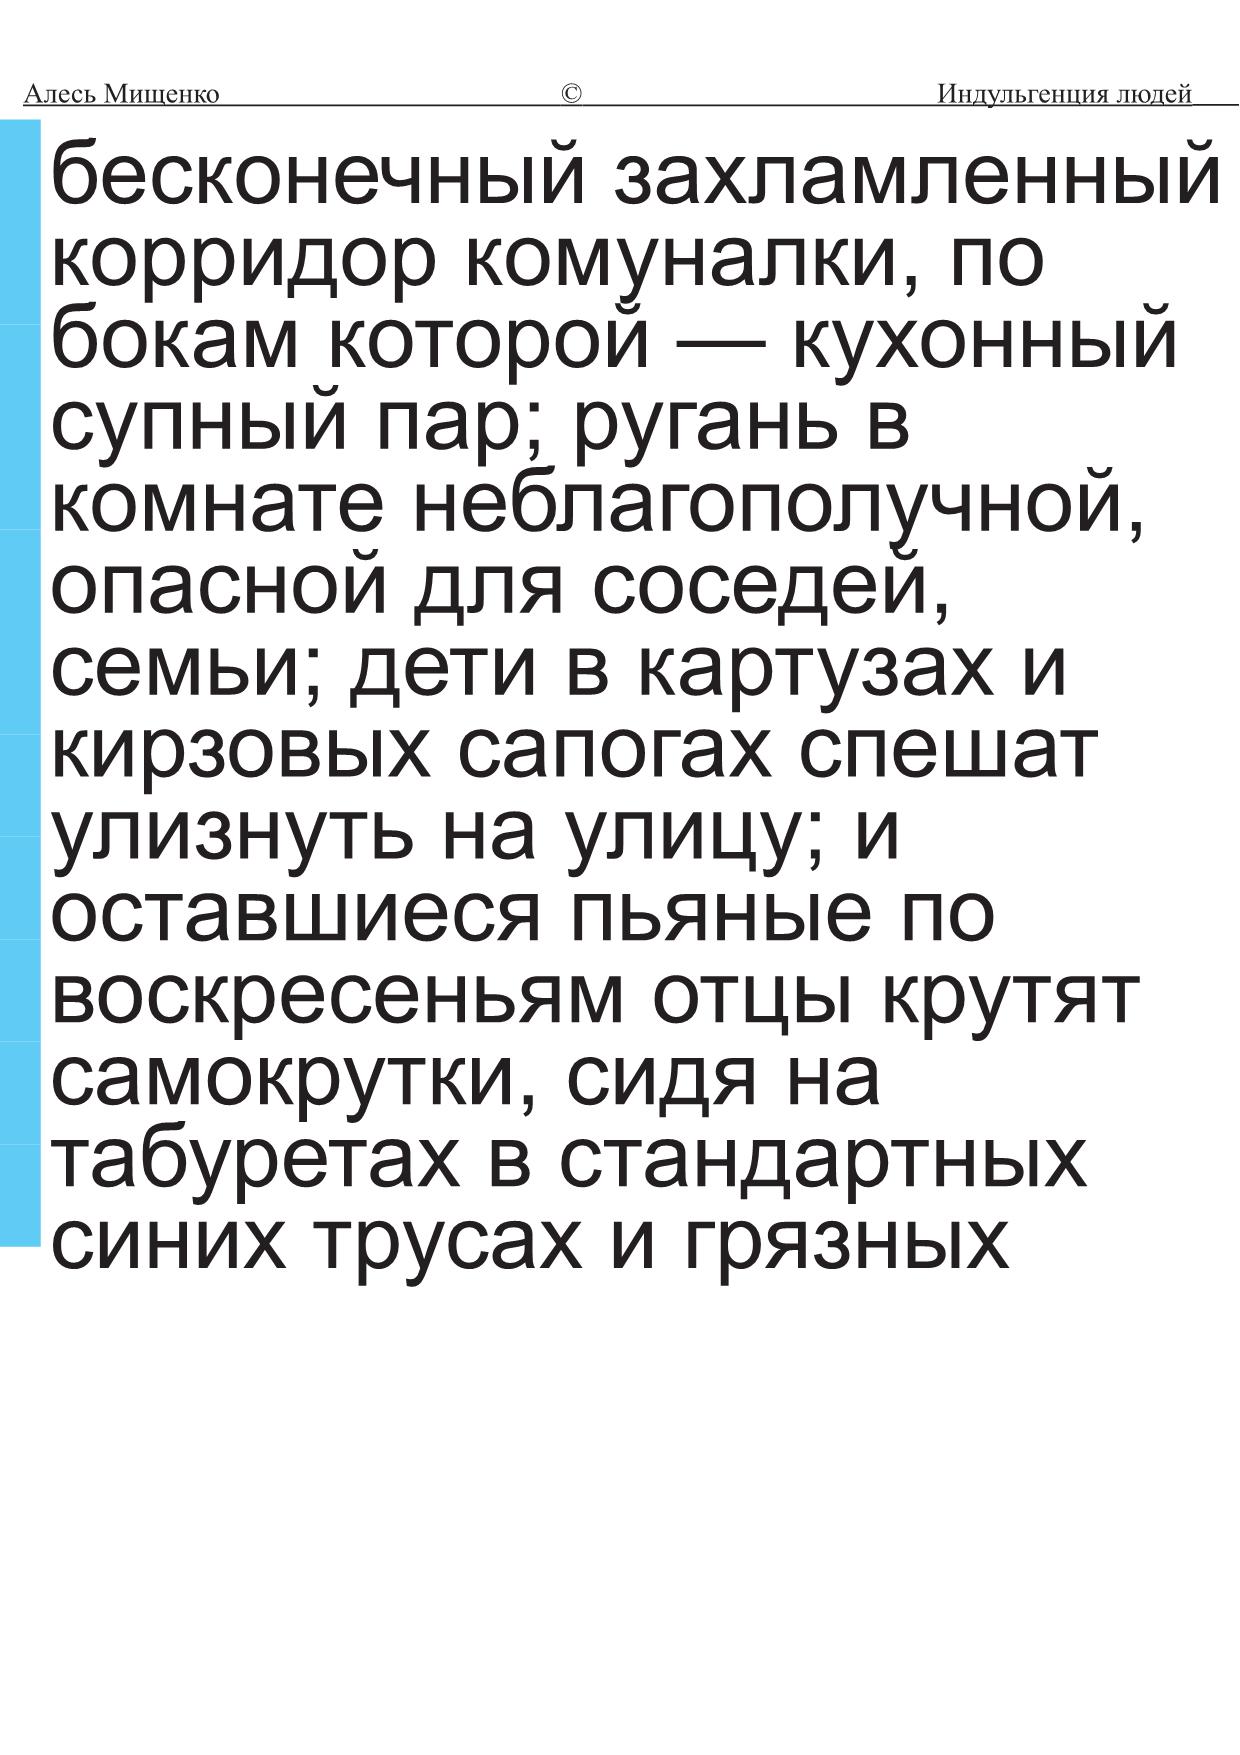 Алесь Мищенко © Индульгенция людей
бесконечный захламленный
корридор комуналки, по
бокам которой — кухонный
супный пар; ругань в
комнате неблагополучной,
опасной для соседей,
семьи; дети в картузах и
кирзовых сапогах спешат
улизнуть на улицу; и
оставшиеся пьяные по
воскресеньям отцы крутят
самокрутки, сидя на
табуретах в стандартных
синих трусах и грязных